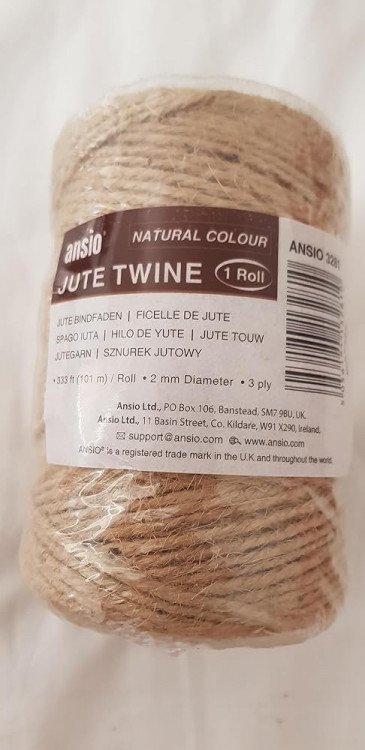 ansio®
NATURAL COLOUR
JUTE TWINE 1 Roll
ANSIO 3281
JUTE BINDFADEN | FICELLE DE JUTE
SPAGO IUTA | HILO DE YUTE | JUTE TOUW
JUTEGARN | SZNUREK JUTOWY
• 333 ft (101 m) / Roll • 2 mm Diameter • 3 ply
Ansio Ltd., PO Box 106, Banstead, SM7 9BU, UK.
Ansio Ltd., 11 Basin Street, Co. Kildare, W91 X290, Ireland.
support@ansio.com www.ansio.com
ANSIO® is a registered trade mark in the U.K and throughout the world.